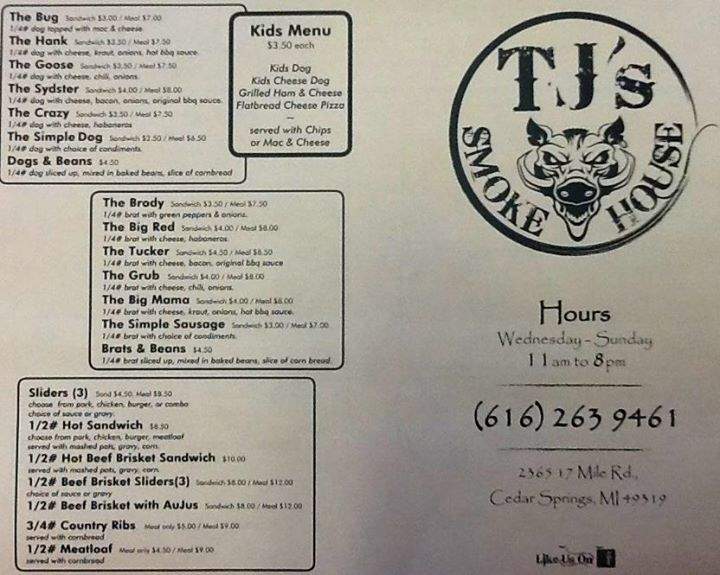 The Bug Sandwich $3.00 / Meal $7.00
1/4# dog topped with mac & cheese
The Hank Sandwich $3.50 / Meal $7.50
1/4# dog with cheese, kraut, onions, hot bbq sauce.
The Goose Sandwich $3.50 / Meal $7.50
1/4# dog with cheese, chili, onions.
The Sydster Sandwich $4.00 / Meal $8.00
1/4# dog with cheese, bacon, onions, original bbq sauce.
The Crazy Sandwich $3.50 / Meal $7.50
1/4# dog with cheese, habaneros
The Simple Dog Sandwich $2.50 / Meal $6.50
1/4# dog with choice of condiments.
Dogs & Beans $4.50
1/4# dog sliced up, mixed in baked beans, slice of cornbread
Kids Menu
$3.50 each
Kids Dog
Kids Cheese Dog
Grilled Ham & Cheese
Flatbread Cheese Pizza
~
served with Chips
or Mac & Cheese
The Brody Sandwich $3.50 / Meal $7.50
1/4# brat with green peppers & onions.
The Big Red Sandwich $4.00 / Meal $8.00
1/4# brat with cheese, habaneros.
The Tucker Sandwich $4.50 / Meal $8.50
1/4# brat with cheese, bacon, original bbq sauce
The Grub Sandwich $4.00 / Meal $8.00
1/4# brat with cheese, chili, onions.
The Big Mama Sandwich $4.00 / Meal $8.00
1/4# brat with cheese, kraut, onions, hot bbq sauce.
The Simple Sausage Sandwich $3.00 / Meal $7.00
1/4# brat with choice of condiments.
Brats & Beans $4.50
1/4# brat sliced up, mixed in baked beans, slice of corn bread.
Sliders (3) Sand $4.50, Meal $8.50
choose from pork, chicken, burger, or combo
choice of sauce or gravy.
1/2# Hot Sandwich $8.50
choose from pork, chicken, burger, meatloaf
served with mashed pots, gravy, corn.
1/2# Hot Beef Brisket Sandwich $10.00
served with mashed pots, gravy, corn.
1/2# Beef Brisket Sliders(3) Sandwich $8.00 / Meal $12.00
choice of sauce or gravy
1/2# Beef Brisket with AuJus Sandwich $8.00 / Meal $12.00
3/4# Country Ribs Meat only $5.00 / Meal $9.00
served with cornbread
1/2# Meatloaf Meat only $4.50 / Meal $9.00
served with cornbread
TJ's
SMOKE HOUSE
Hours
Wednesday - Sunday
11am to 8pm
(616) 263 9461
2365 17 Mile Rd.,
Cedar Springs, MI 49319
Like Us On f